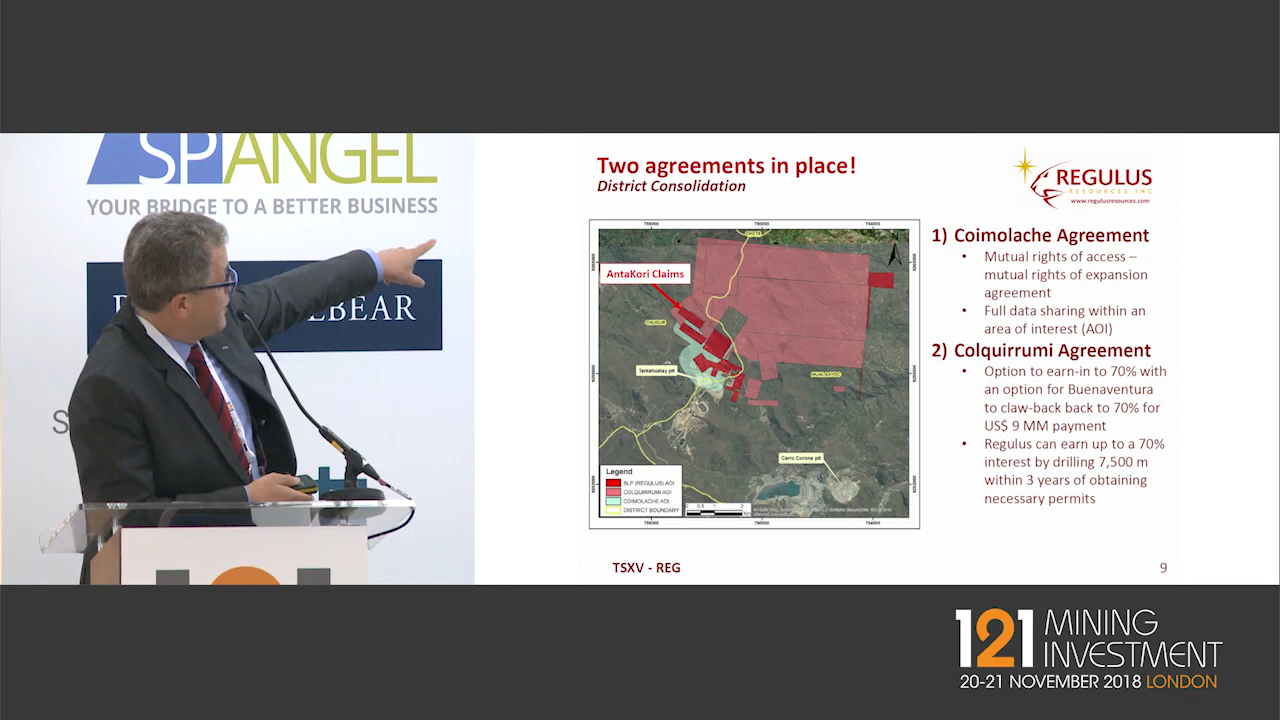 SP ANGEL
YOUR BRIDGE TO A BETTER BUSINESS
LEBEAR
S
Two agreements in place!
District Consolidation
REGULUS
RESOURCES INC
www.regulusresources.com
AntaKori Claims
CHUGUR
Tantahuatay pit
HUALGAYOC
Cerro Corona pit
N
Legend
SLP (REGULUS) AOI
COLQUIRRUMI AOI
COIMOLACHE AOI
DISTRICT BOUNDARY
1) Coimolache Agreement
• Mutual rights of access –
mutual rights of expansion
agreement
• Full data sharing within an
area of interest (AOI)
2) Colquirrumi Agreement
• Option to earn-in to 70% with
an option for Buenaventura
to claw-back back to 70% for
US$ 9 MM payment
• Regulus can earn up to a 70%
interest by drilling 7,500 m
within 3 years of obtaining
necessary permits
TSXV - REG
9
121 MINING
INVESTMENT
20-21 NOVEMBER 2018 LONDON